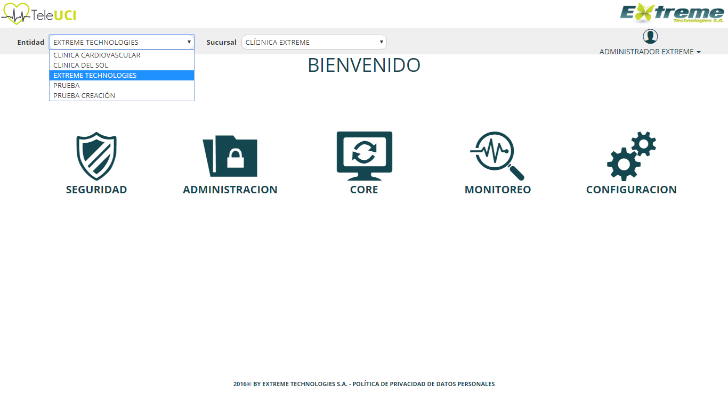 TeleUCI
Extreme
Technologies S.A.
Entidad EXTREME TECHNOLOGIES Sucursal CLÍDNICA EXTREME
ADMINISTRADOR EXTREME
CLINICA CARDIOVASCULAR
CLINICA DEL SOL
EXTREME TECHNOLOGIES
PRUEBA
PRUEBA CREACIÓN
BIENVENIDO
SEGURIDAD ADMINISTRACION CORE MONITOREO CONFIGURACION
2016© BY EXTREME TECHNOLOGIES S.A. - POLÍTICA DE PRIVACIDAD DE DATOS PERSONALES